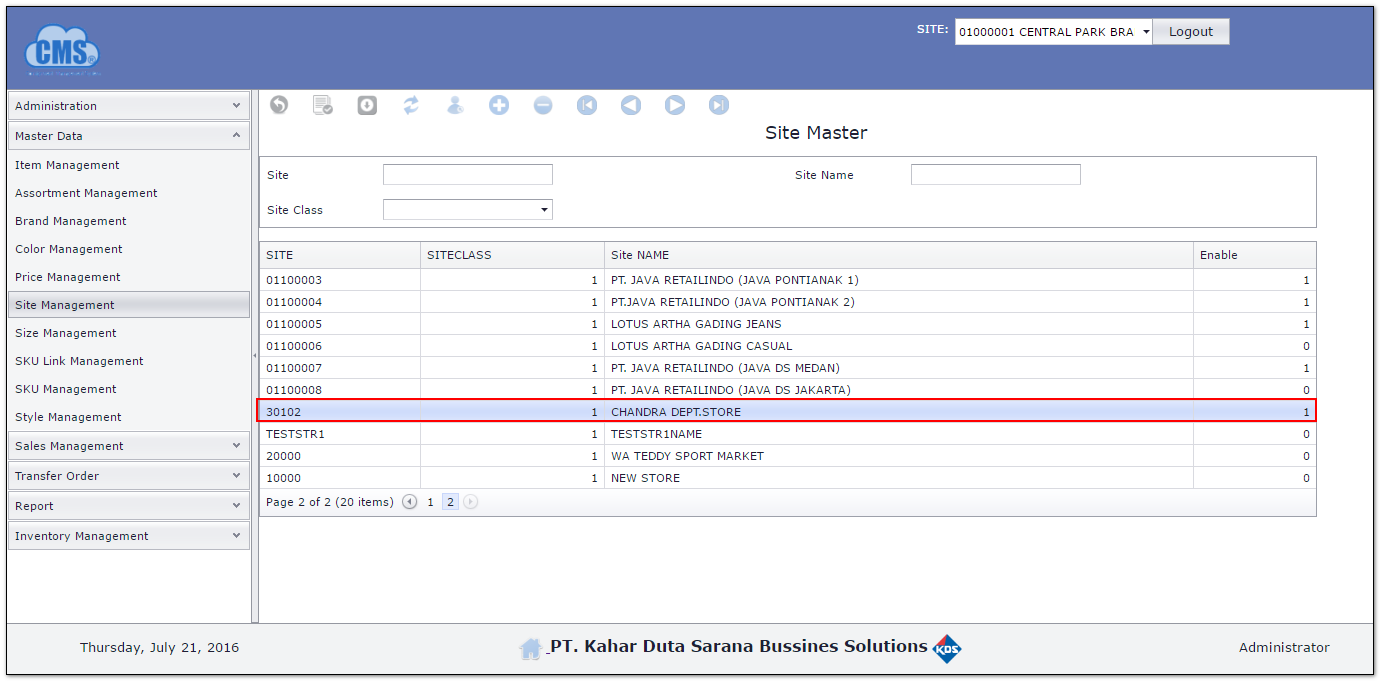 SITE: 01000001 CENTRAL PARK BRA Logout
CMS
Administration
Master Data
Item Management
Assortment Management
Brand Management
Color Management
Price Management
Site Management
Size Management
SKU Link Management
SKU Management
Style Management
Sales Management
Transfer Order
Report
Inventory Management
Site Master
Site Site Name
Site Class
SITE SITECLASS Site NAME Enable
01100003 1 PT. JAVA RETAILINDO (JAVA PONTIANAK 1) 1
01100004 1 PT.JAVA RETAILINDO (JAVA PONTIANAK 2) 1
01100005 1 LOTUS ARTHA GADING JEANS 1
01100006 1 LOTUS ARTHA GADING CASUAL 0
01100007 1 PT. JAVA RETAILINDO (JAVA DS MEDAN) 1
01100008 1 PT. JAVA RETAILINDO (JAVA DS JAKARTA) 0
30102 1 CHANDRA DEPT.STORE 1
TESTSTR1 1 TESTSTR1NAME 0
20000 1 WA TEDDY SPORT MARKET 0
10000 1 NEW STORE 0
Page 2 of 2 (20 items) 1 2
Thursday, July 21, 2016 PT. Kahar Duta Sarana Bussines Solutions KDS Administrator